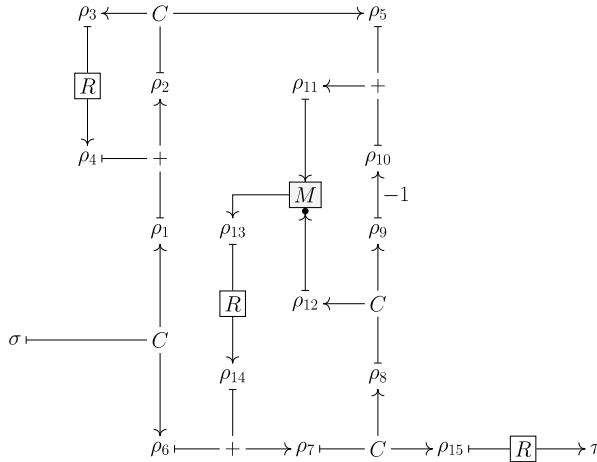 ρ₃ C ρ₅
R ρ₂ ρ₁₁ +
ρ₄ + ρ₁₀
M −1
ρ₁ ρ₁₃ ρ₉
R ρ₁₂ C
σ C
ρ₁₄ ρ₈
ρ₆ + ρ₇ C ρ₁₅ R τ